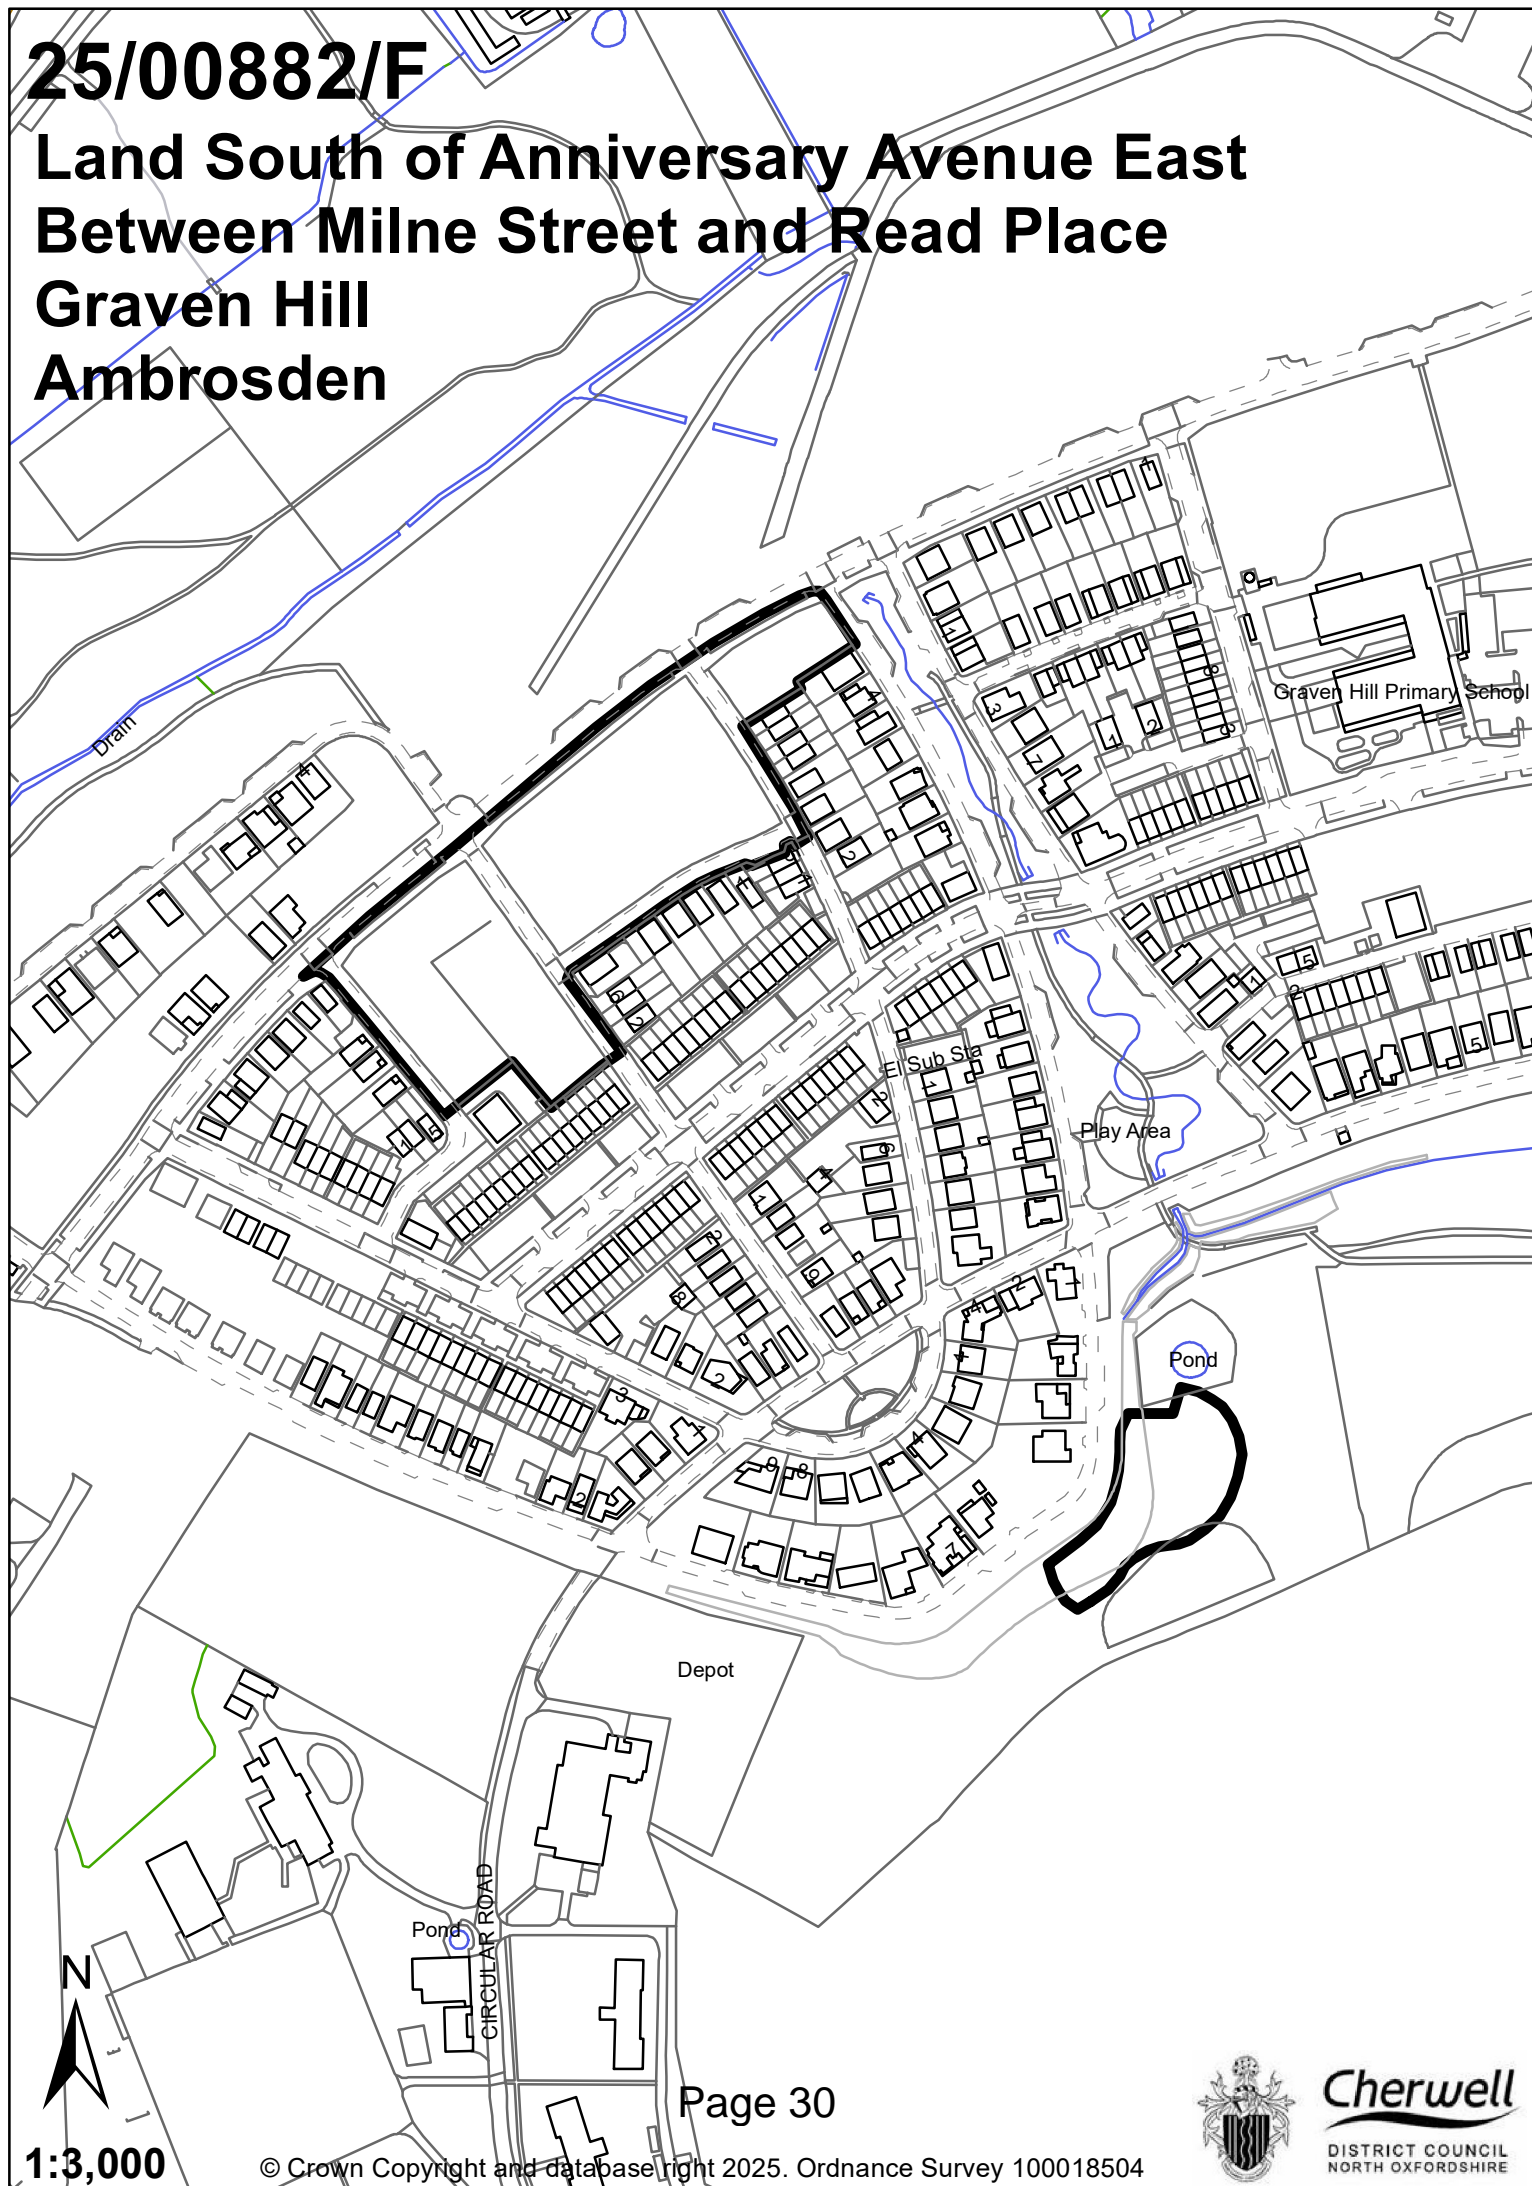 25/00882/F
Land South of Anniversary Avenue East
Between Milne Street and Read Place
Graven Hill
Ambrosden
Graven Hill Primary School
Drain
El Sub Sta
Play Area
Pond
Depot
Pond
CIRCULAR ROAD
N
Page 30
1:3,000
© Crown Copyright and database right 2025. Ordnance Survey 100018504
Cherwell
DISTRICT COUNCIL
NORTH OXFORDSHIRE